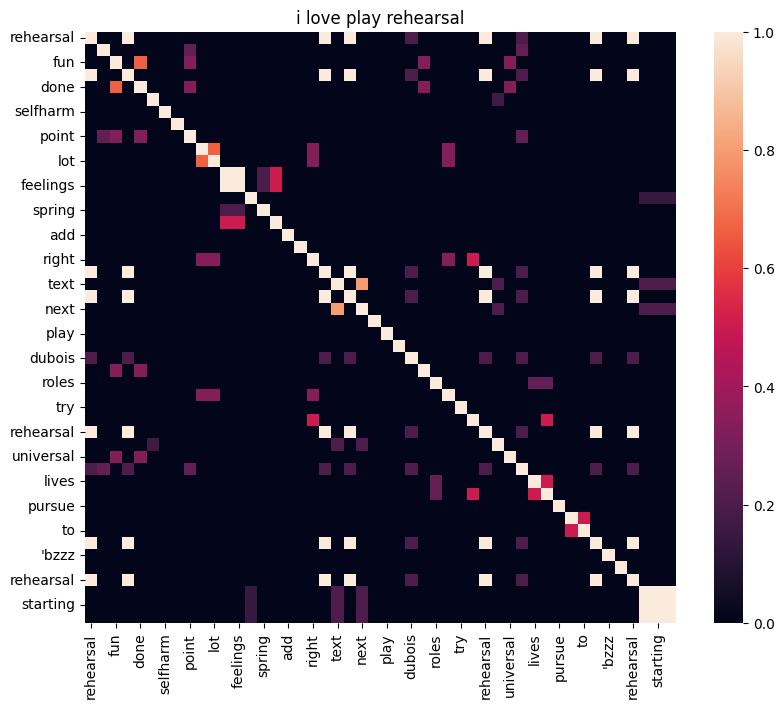 i love play rehearsal
rehearsal
fun
done
selfharm
point
lot
feelings
spring
add
right
text
next
play
dubois
roles
try
rehearsal
universal
lives
pursue
to
'bzzz
rehearsal
starting
1.0
0.8
0.6
0.4
0.2
0.0
rehearsal
fun
done
selfharm
point
lot
feelings
spring
add
right
text
next
play
dubois
roles
try
rehearsal
universal
lives
pursue
to
'bzzz
rehearsal
starting